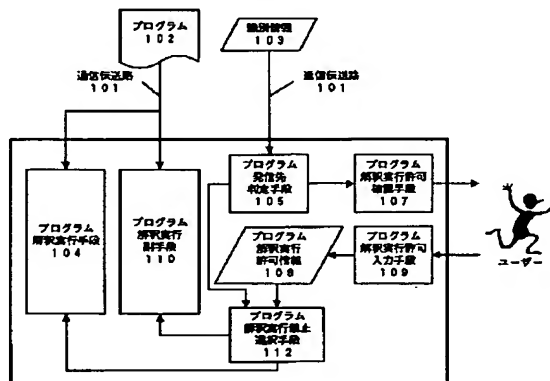 プログラム
102
識別情報
103
通信伝送路
101
通信伝送路
101
プログラム
解釈実行手段
104
プログラム
解釈実行
副手段
110
プログラム
発信先
判定手段
105
プログラム
解釈実行許可
確認手段
107
プログラム
解釈実行
許可情報
108
プログラム
解釈実行許可
入力手段
109
ユーザー
プログラム
解釈実行禁止
選択手段
112